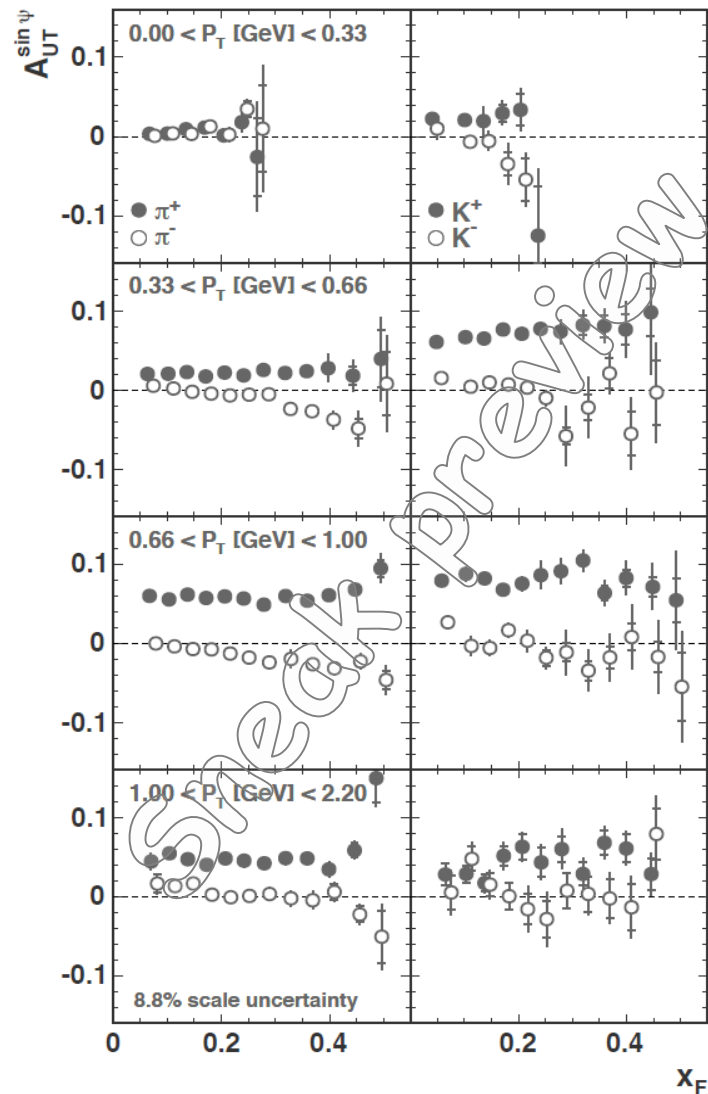 A_UT^sin ψ
0.00 < P_T [GeV] < 0.33
0.1
0
-0.1
π⁺
π⁻
K⁺
K⁻
0.33 < P_T [GeV] < 0.66
0.1
0
-0.1
0.66 < P_T [GeV] < 1.00
0.1
0
-0.1
1.00 < P_T [GeV] < 2.20
0.1
0
-0.1
8.8% scale uncertainty
0 0.2 0.4 0.2 0.4
x_F
Sneak preview